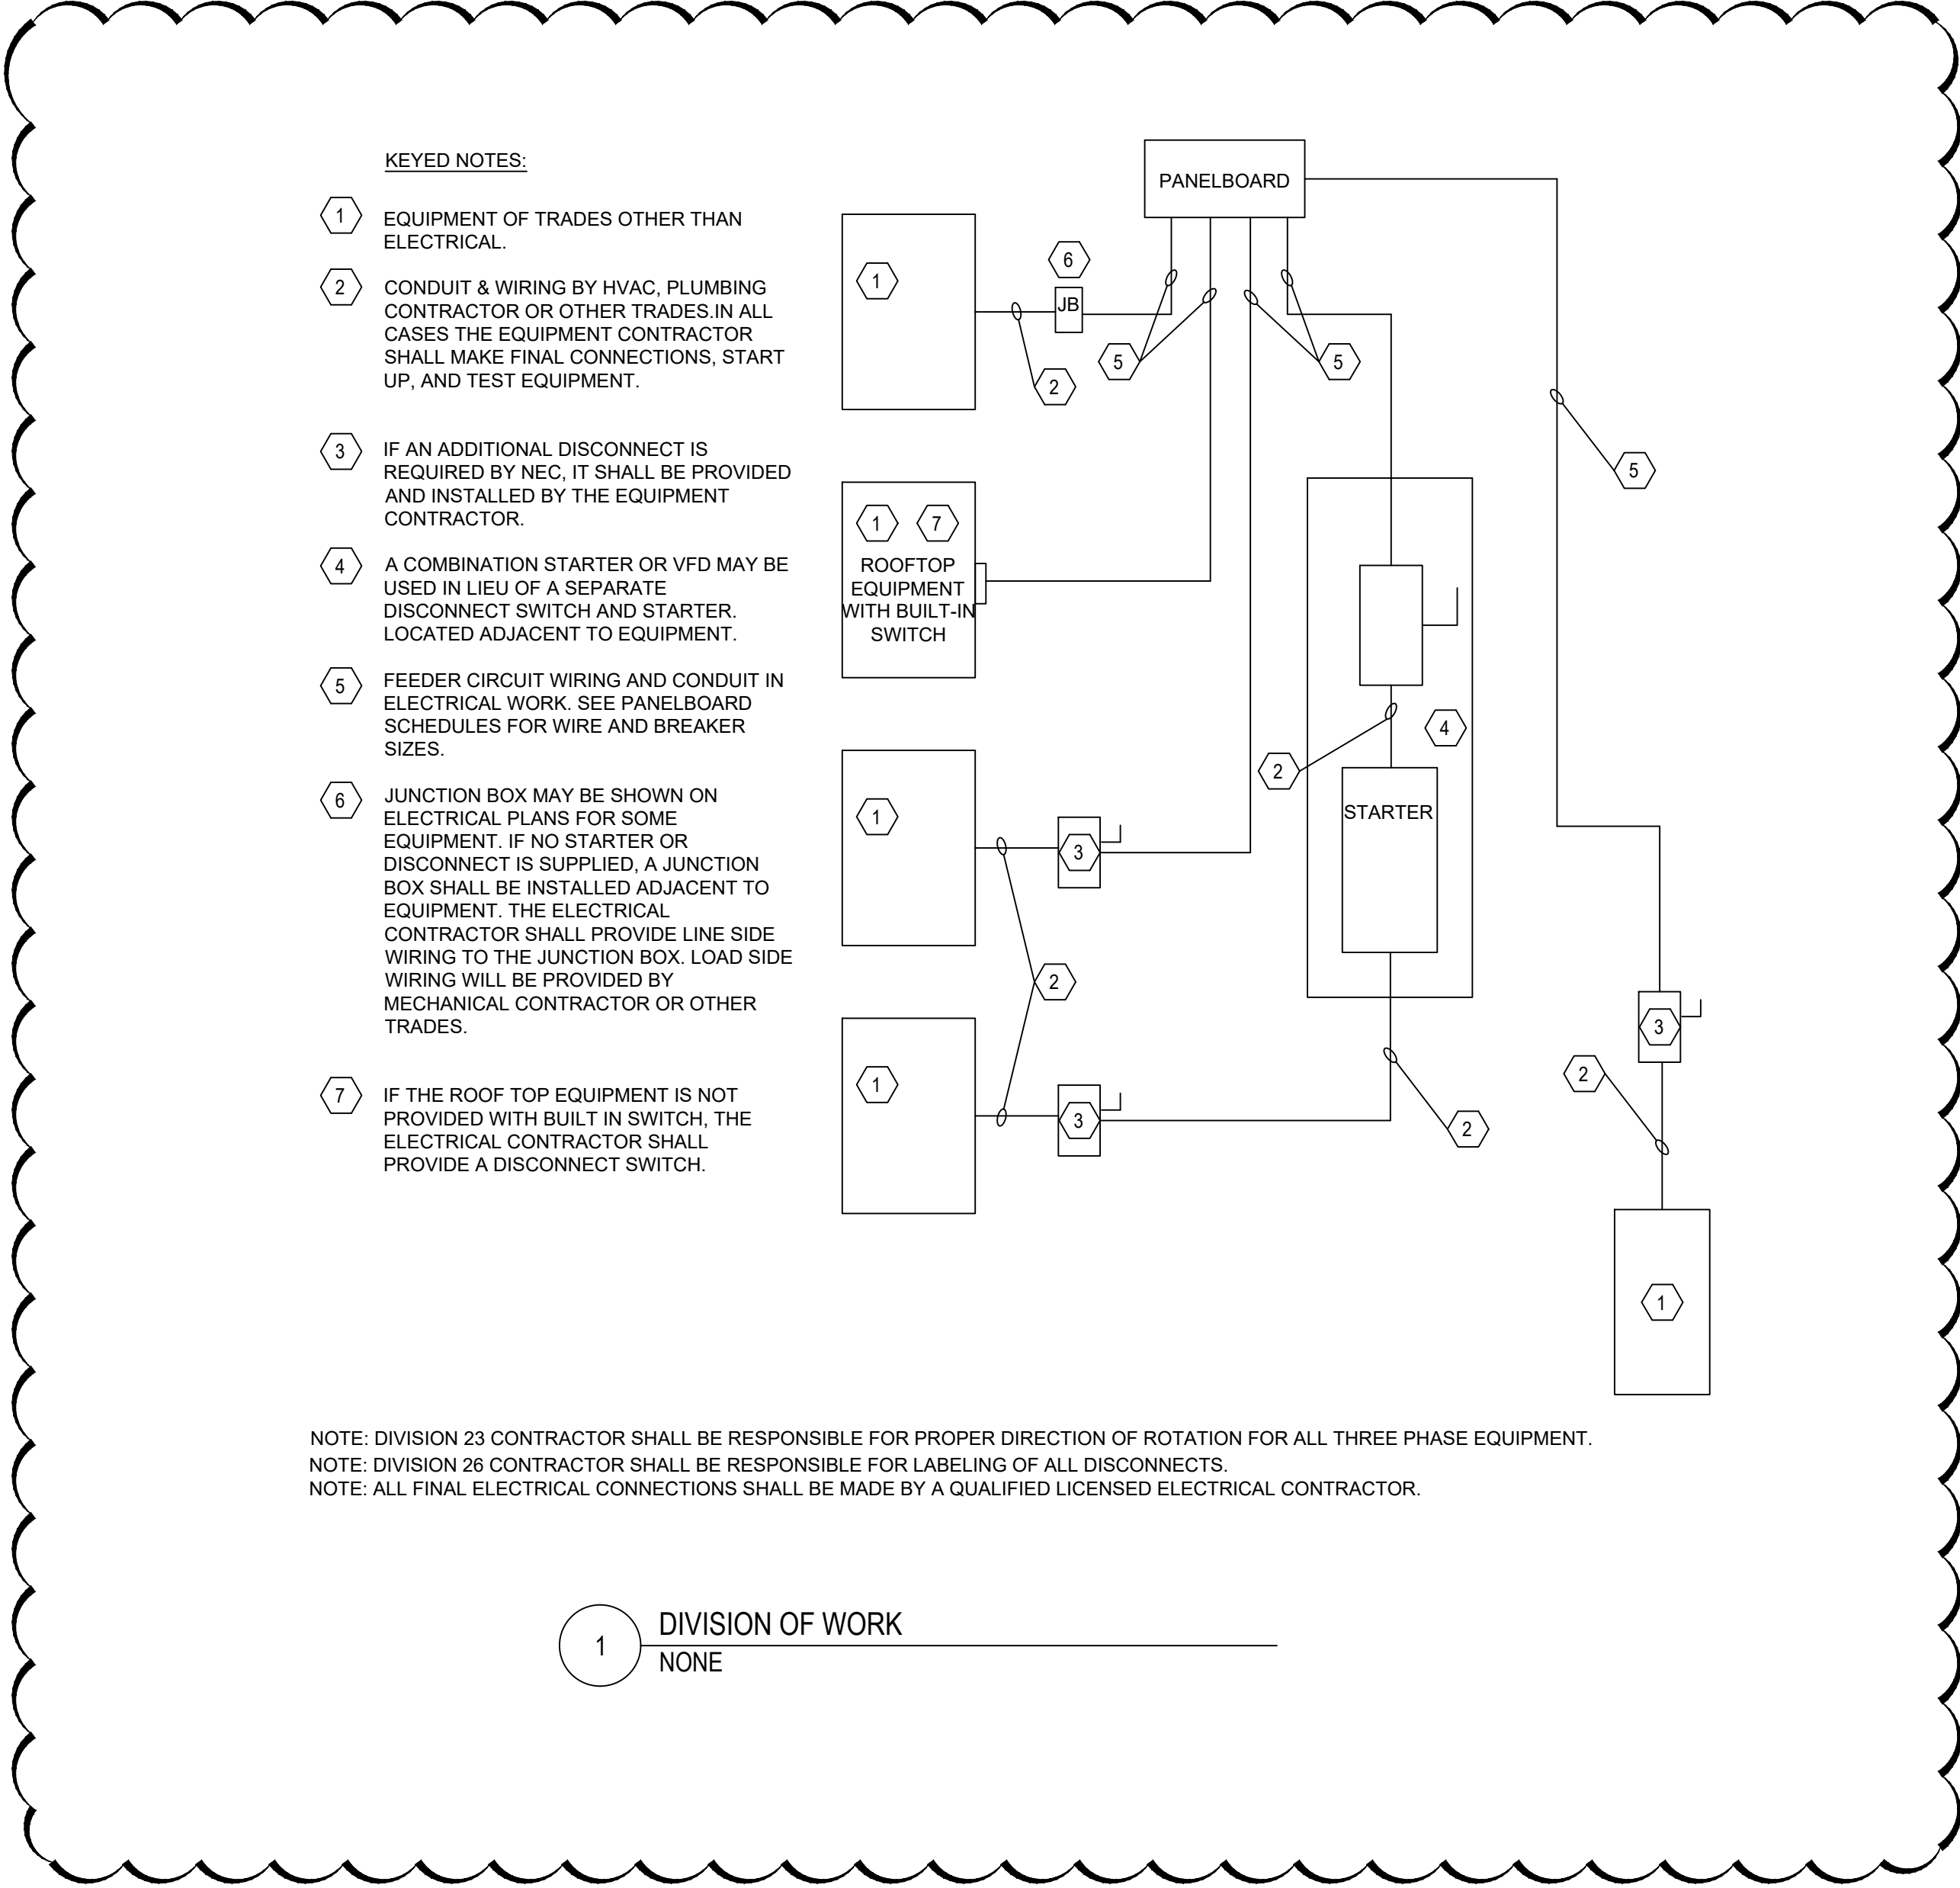 KEYED NOTES:
1
EQUIPMENT OF TRADES OTHER THAN
ELECTRICAL.
2
CONDUIT & WIRING BY HVAC, PLUMBING
CONTRACTOR OR OTHER TRADES.IN ALL
CASES THE EQUIPMENT CONTRACTOR
SHALL MAKE FINAL CONNECTIONS, START
UP, AND TEST EQUIPMENT.
3
IF AN ADDITIONAL DISCONNECT IS
REQUIRED BY NEC, IT SHALL BE PROVIDED
AND INSTALLED BY THE EQUIPMENT
CONTRACTOR.
4
A COMBINATION STARTER OR VFD MAY BE
USED IN LIEU OF A SEPARATE
DISCONNECT SWITCH AND STARTER.
LOCATED ADJACENT TO EQUIPMENT.
5
FEEDER CIRCUIT WIRING AND CONDUIT IN
ELECTRICAL WORK. SEE PANELBOARD
SCHEDULES FOR WIRE AND BREAKER
SIZES.
6
JUNCTION BOX MAY BE SHOWN ON
ELECTRICAL PLANS FOR SOME
EQUIPMENT. IF NO STARTER OR
DISCONNECT IS SUPPLIED, A JUNCTION
BOX SHALL BE INSTALLED ADJACENT TO
EQUIPMENT. THE ELECTRICAL
CONTRACTOR SHALL PROVIDE LINE SIDE
WIRING TO THE JUNCTION BOX. LOAD SIDE
WIRING WILL BE PROVIDED BY
MECHANICAL CONTRACTOR OR OTHER
TRADES.
7
IF THE ROOF TOP EQUIPMENT IS NOT
PROVIDED WITH BUILT IN SWITCH, THE
ELECTRICAL CONTRACTOR SHALL
PROVIDE A DISCONNECT SWITCH.
PANELBOARD
1
6
JB
2
5
5
5
1 7
ROOFTOP
EQUIPMENT
WITH BUILT-IN
SWITCH
4
2
STARTER
1
3
2
1
3
2
3
2
1
NOTE: DIVISION 23 CONTRACTOR SHALL BE RESPONSIBLE FOR PROPER DIRECTION OF ROTATION FOR ALL THREE PHASE EQUIPMENT.
NOTE: DIVISION 26 CONTRACTOR SHALL BE RESPONSIBLE FOR LABELING OF ALL DISCONNECTS.
NOTE: ALL FINAL ELECTRICAL CONNECTIONS SHALL BE MADE BY A QUALIFIED LICENSED ELECTRICAL CONTRACTOR.
1
DIVISION OF WORK
NONE